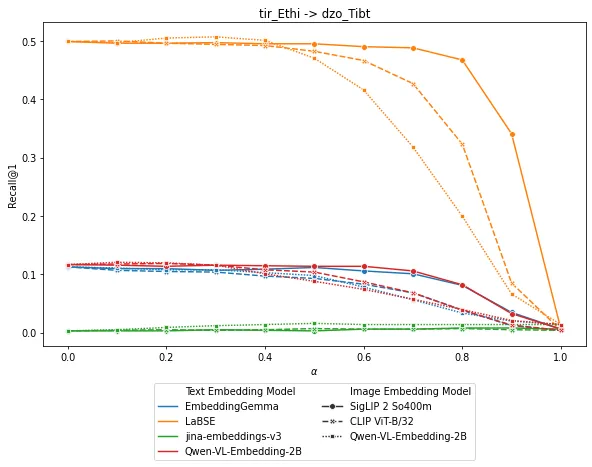 tir_Ethi -> dzo_Tibt
Recall@1
0.5
0.4
0.3
0.2
0.1
0.0
0.0 0.2 0.4 0.6 0.8 1.0
α
Text Embedding Model
EmbeddingGemma
LaBSE
jina-embeddings-v3
Qwen-VL-Embedding-2B
Image Embedding Model
SigLIP 2 So400m
CLIP ViT-B/32
Qwen-VL-Embedding-2B